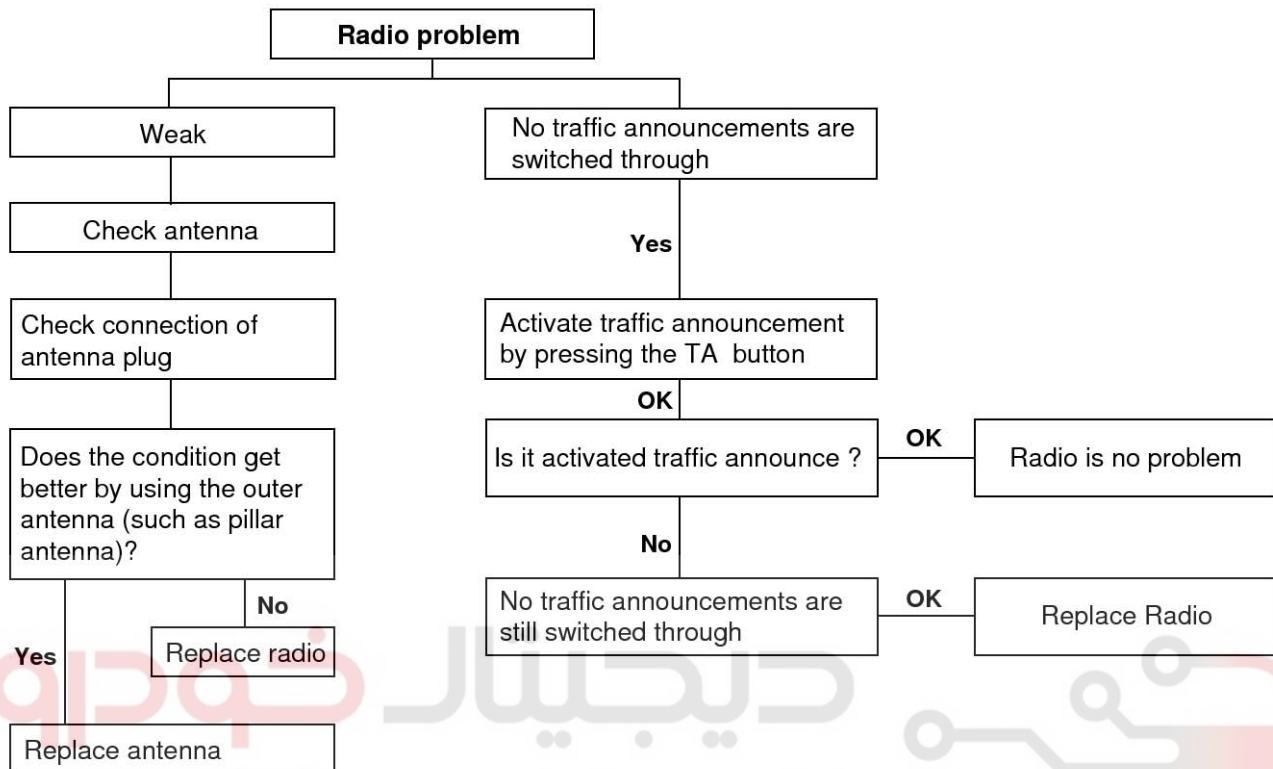 Radio problem
Weak
Check antenna
Check connection of
antenna plug
Does the condition get
better by using the outer
antenna (such as pillar
antenna)?
No
Replace radio
Yes
Replace antenna
No traffic announcements are
switched through
Yes
Activate traffic announcement
by pressing the TA button
OK
Is it activated traffic announce ?
OK
Radio is no problem
No
No traffic announcements are
still switched through
OK
Replace Radio
دیجیتال خودرو